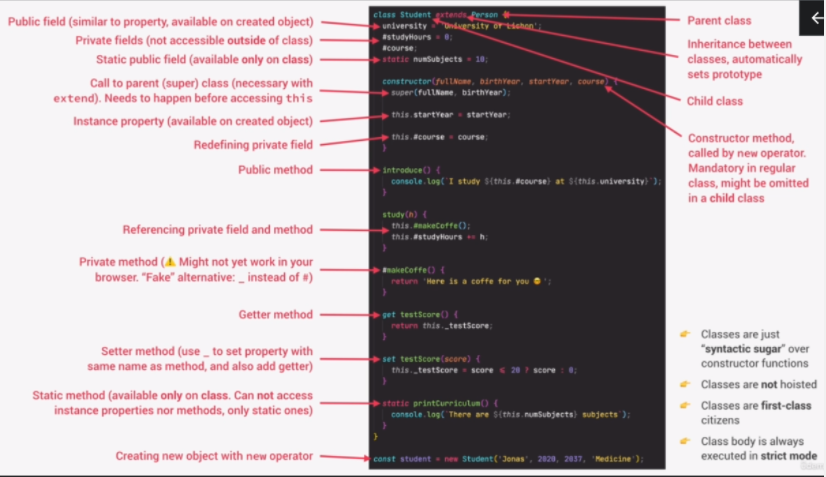 Public field (similar to property, available on created object)
Private fields (not accessible outside of class)
Static public field (available only on class)
Call to parent (super) class (necessary with
extend). Needs to happen before accessing this
Instance property (available on created object)
Redefining private field
Public method
Referencing private field and method
Private method (⚠️ Might not yet work in your
browser. “Fake” alternative: _ instead of #)
Getter method
Setter method (use _ to set property with
same name as method, and also add getter)
Static method (available only on class. Can not access
instance properties nor methods, only static ones)
Creating new object with new operator
class Student extends Person {
university = 'University of Lisbon';
#studyHours = 0;
#course;
static numSubjects = 10;
constructor(fullName, birthYear, startYear, course) {
super(fullName, birthYear);
this.startYear = startYear;
this.#course = course;
}
introduce() {
console.log(`I study ${this.#course} at ${this.university}`);
}
study(h) {
this.#makeCoffe();
this.#studyHours += h;
}
#makeCoffe() {
return 'Here is a coffe for you 😎';
}
get testScore() {
return this._testScore;
}
set testScore(score) {
this._testScore = score ≤ 20 ? score : 0;
}
static printCurriculum() {
console.log(`There are ${this.numSubjects} subjects`);
}
}
const student = new Student('Jonas', 2020, 2037, 'Medicine');
Parent class
Inheritance between
classes, automatically
sets prototype
Child class
Constructor method,
called by new operator.
Mandatory in regular
class, might be omitted
in a child class
👉 Classes are just
“syntactic sugar” over
constructor functions
👉 Classes are not hoisted
👉 Classes are first-class
citizens
👉 Class body is always
executed in strict mode